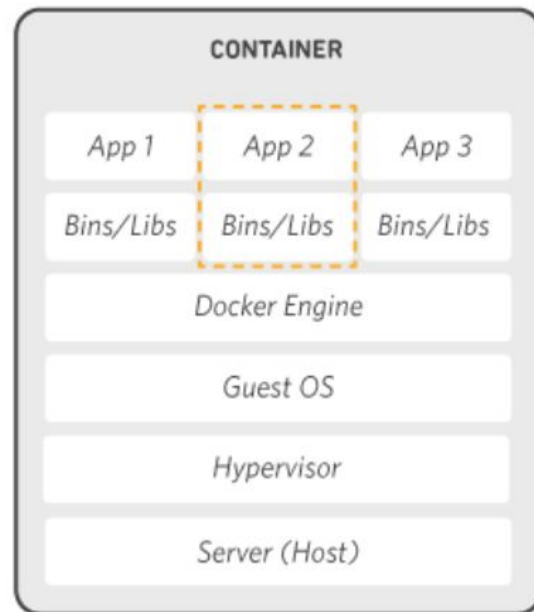 CONTAINER
App 1 App 2 App 3
Bins/Libs Bins/Libs Bins/Libs
Docker Engine
Guest OS
Hypervisor
Server (Host)